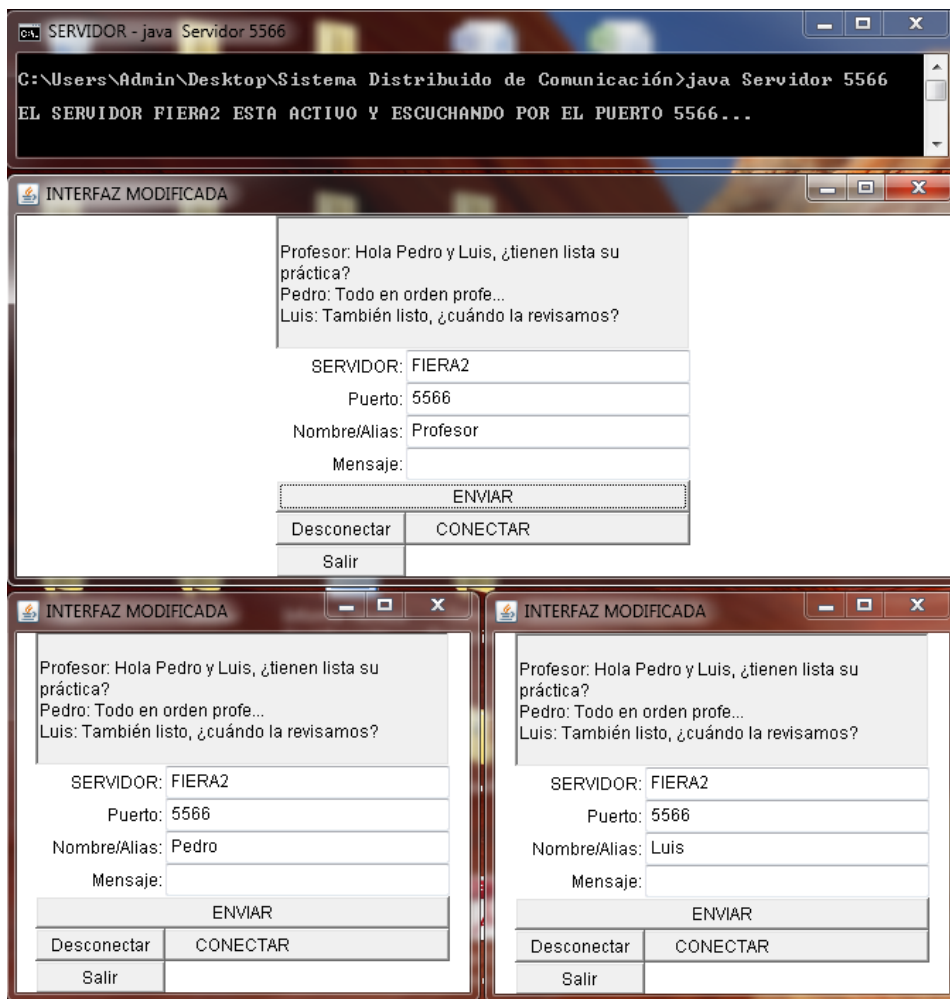 SERVIDOR - java Servidor 5566
C:\Users\Admin\Desktop\Sistema Distribuido de Comunicación>java Servidor 5566
EL SERVIDOR FIERA2 ESTA ACTIVO Y ESCUCHANDO POR EL PUERTO 5566...
INTERFAZ MODIFICADA
Profesor: Hola Pedro y Luis, ¿tienen lista su
práctica?
Pedro: Todo en orden profe...
Luis: También listo, ¿cuándo la revisamos?
SERVIDOR: FIERA2
Puerto: 5566
Nombre/Alias: Profesor
Mensaje:
ENVIAR
Desconectar CONECTAR
Salir
INTERFAZ MODIFICADA
Profesor: Hola Pedro y Luis, ¿tienen lista su
práctica?
Pedro: Todo en orden profe...
Luis: También listo, ¿cuándo la revisamos?
SERVIDOR: FIERA2
Puerto: 5566
Nombre/Alias: Pedro
Mensaje:
ENVIAR
Desconectar CONECTAR
Salir
INTERFAZ MODIFICADA
Profesor: Hola Pedro y Luis, ¿tienen lista su
práctica?
Pedro: Todo en orden profe...
Luis: También listo, ¿cuándo la revisamos?
SERVIDOR: FIERA2
Puerto: 5566
Nombre/Alias: Luis
Mensaje:
ENVIAR
Desconectar CONECTAR
Salir